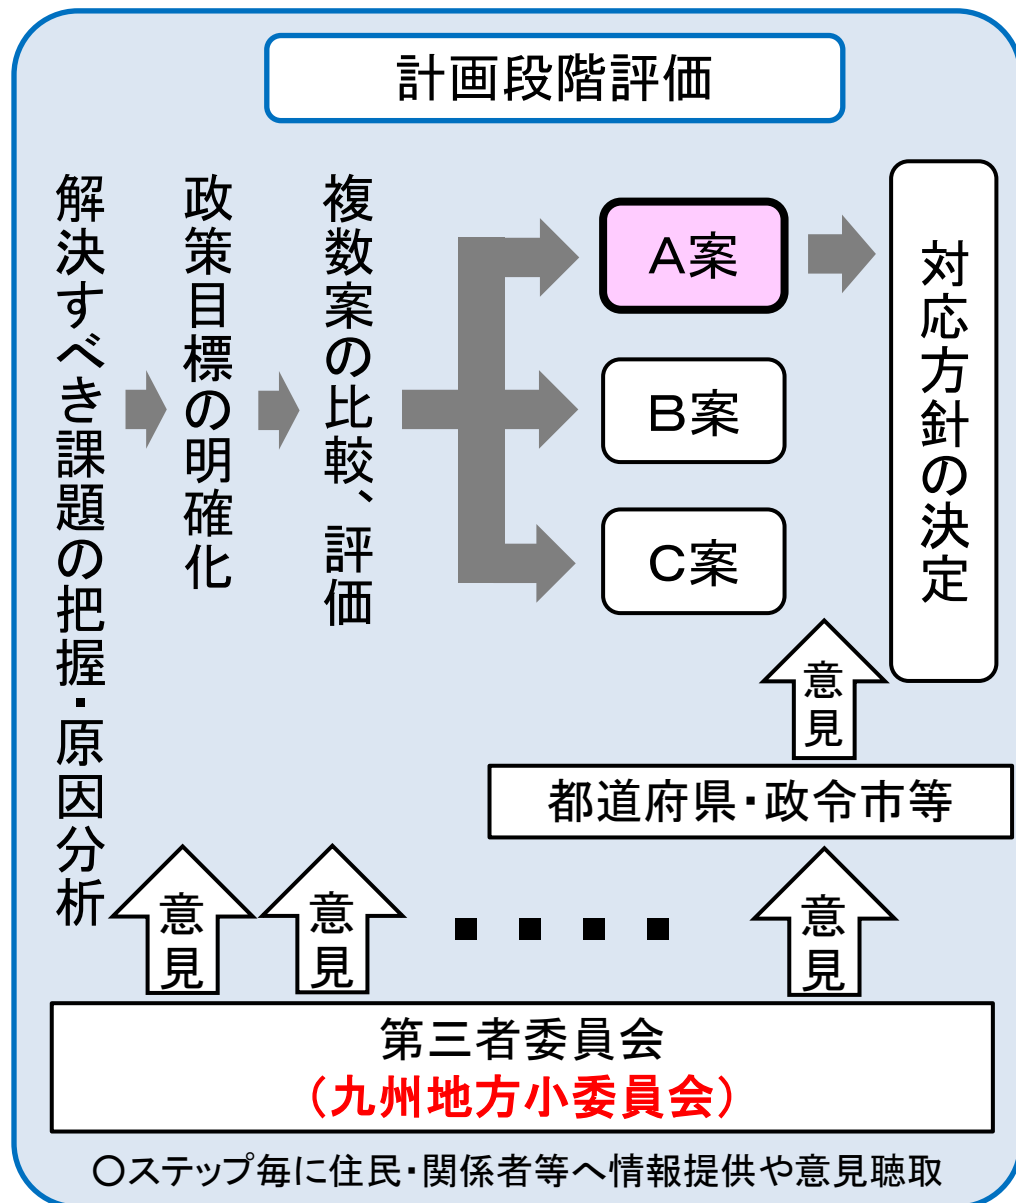 計画段階評価
解決すべき課題の把握・原因分析
政策目標の明確化
複数案の比較、評価
A案
B案
C案
対応方針の決定
意見
都道府県・政令市等
意見
意見
・・・・
意見
第三者委員会
（九州地方小委員会）
○ステップ毎に住民・関係者等へ情報提供や意見聴取